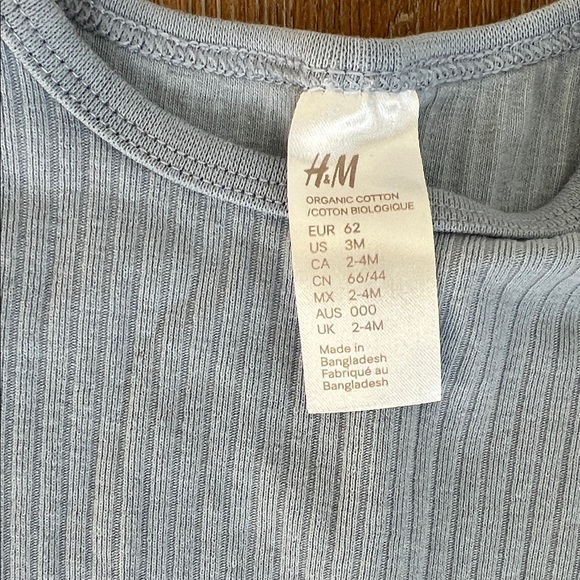 H&M
ORGANIC COTTON
/COTON BIOLOGIQUE
EUR 62
US 3M
CA 2-4M
CN 66/44
MX 2-4M
AUS 000
UK 2-4M
Made in
Bangladesh
Fabriqué au
Bangladesh